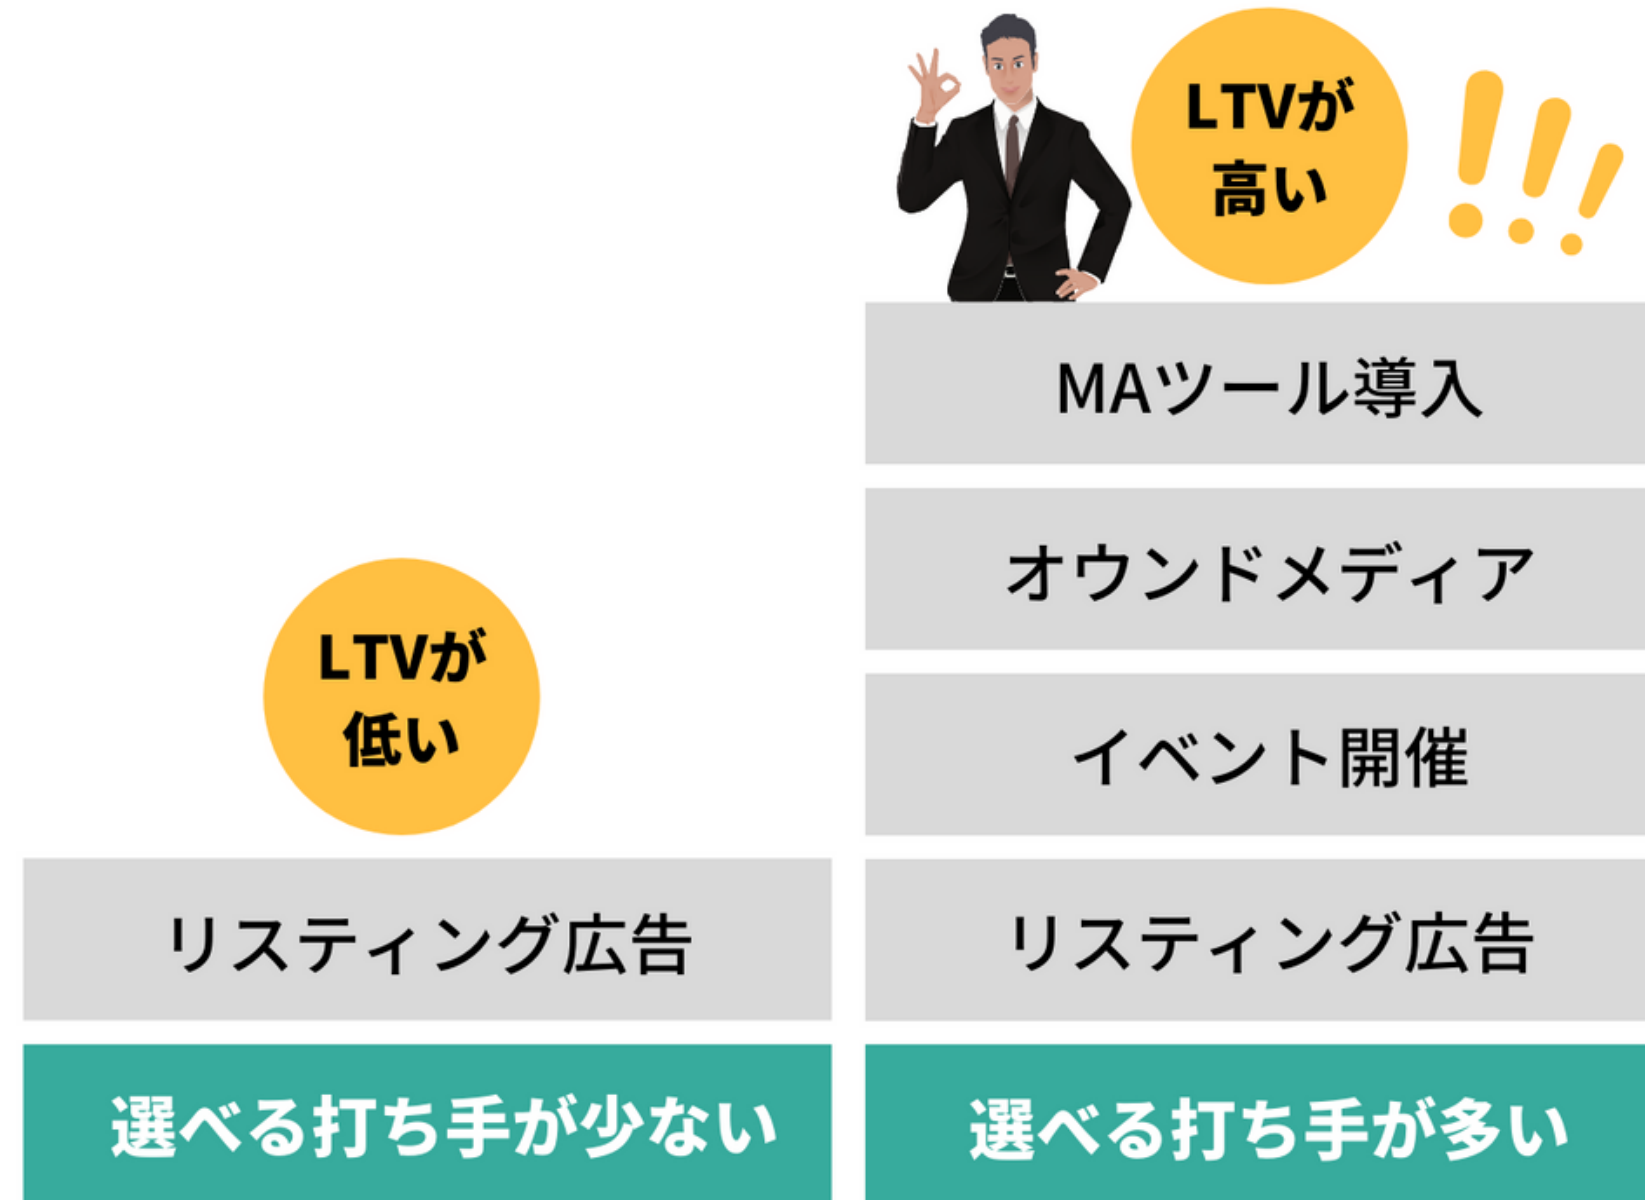 LTVが
低い
リスティング広告
選べる打ち手が少ない
LTVが
高い
MAツール導入
オウンドメディア
イベント開催
リスティング広告
選べる打ち手が多い